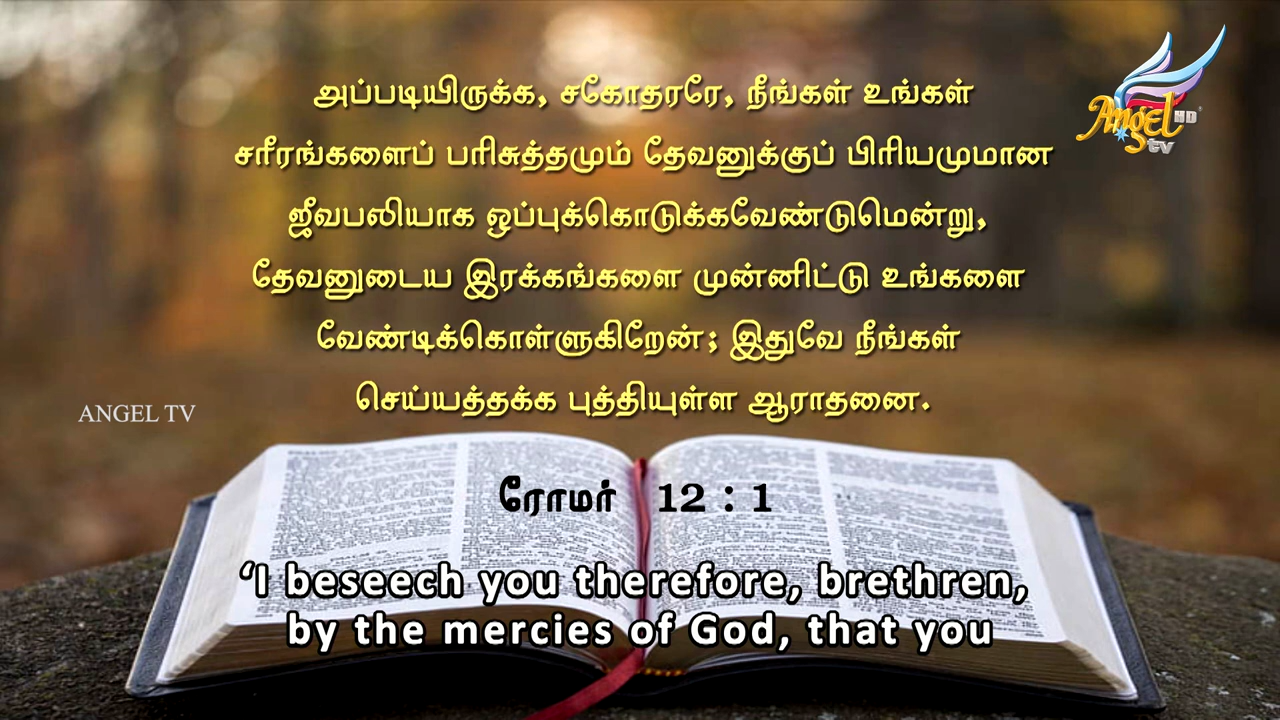 Angel HD
tv
அப்படியிருக்க, சகோதரரே, நீங்கள் உங்கள்
சரீரங்களைப் பரிசுத்தமும் தேவனுக்குப் பிரியமுமான
ஜீவபலியாக ஒப்புக்கொடுக்கவேண்டுமென்று,
தேவனுடைய இரக்கங்களை முன்னிட்டு உங்களை
வேண்டிக்கொள்ளுகிறேன்; இதுவே நீங்கள்
செய்யத்தக்க புத்தியுள்ள ஆராதனை.
ANGEL TV
ரோமர் 12 : 1
‘I beseech you therefore, brethren,
by the mercies of God, that you